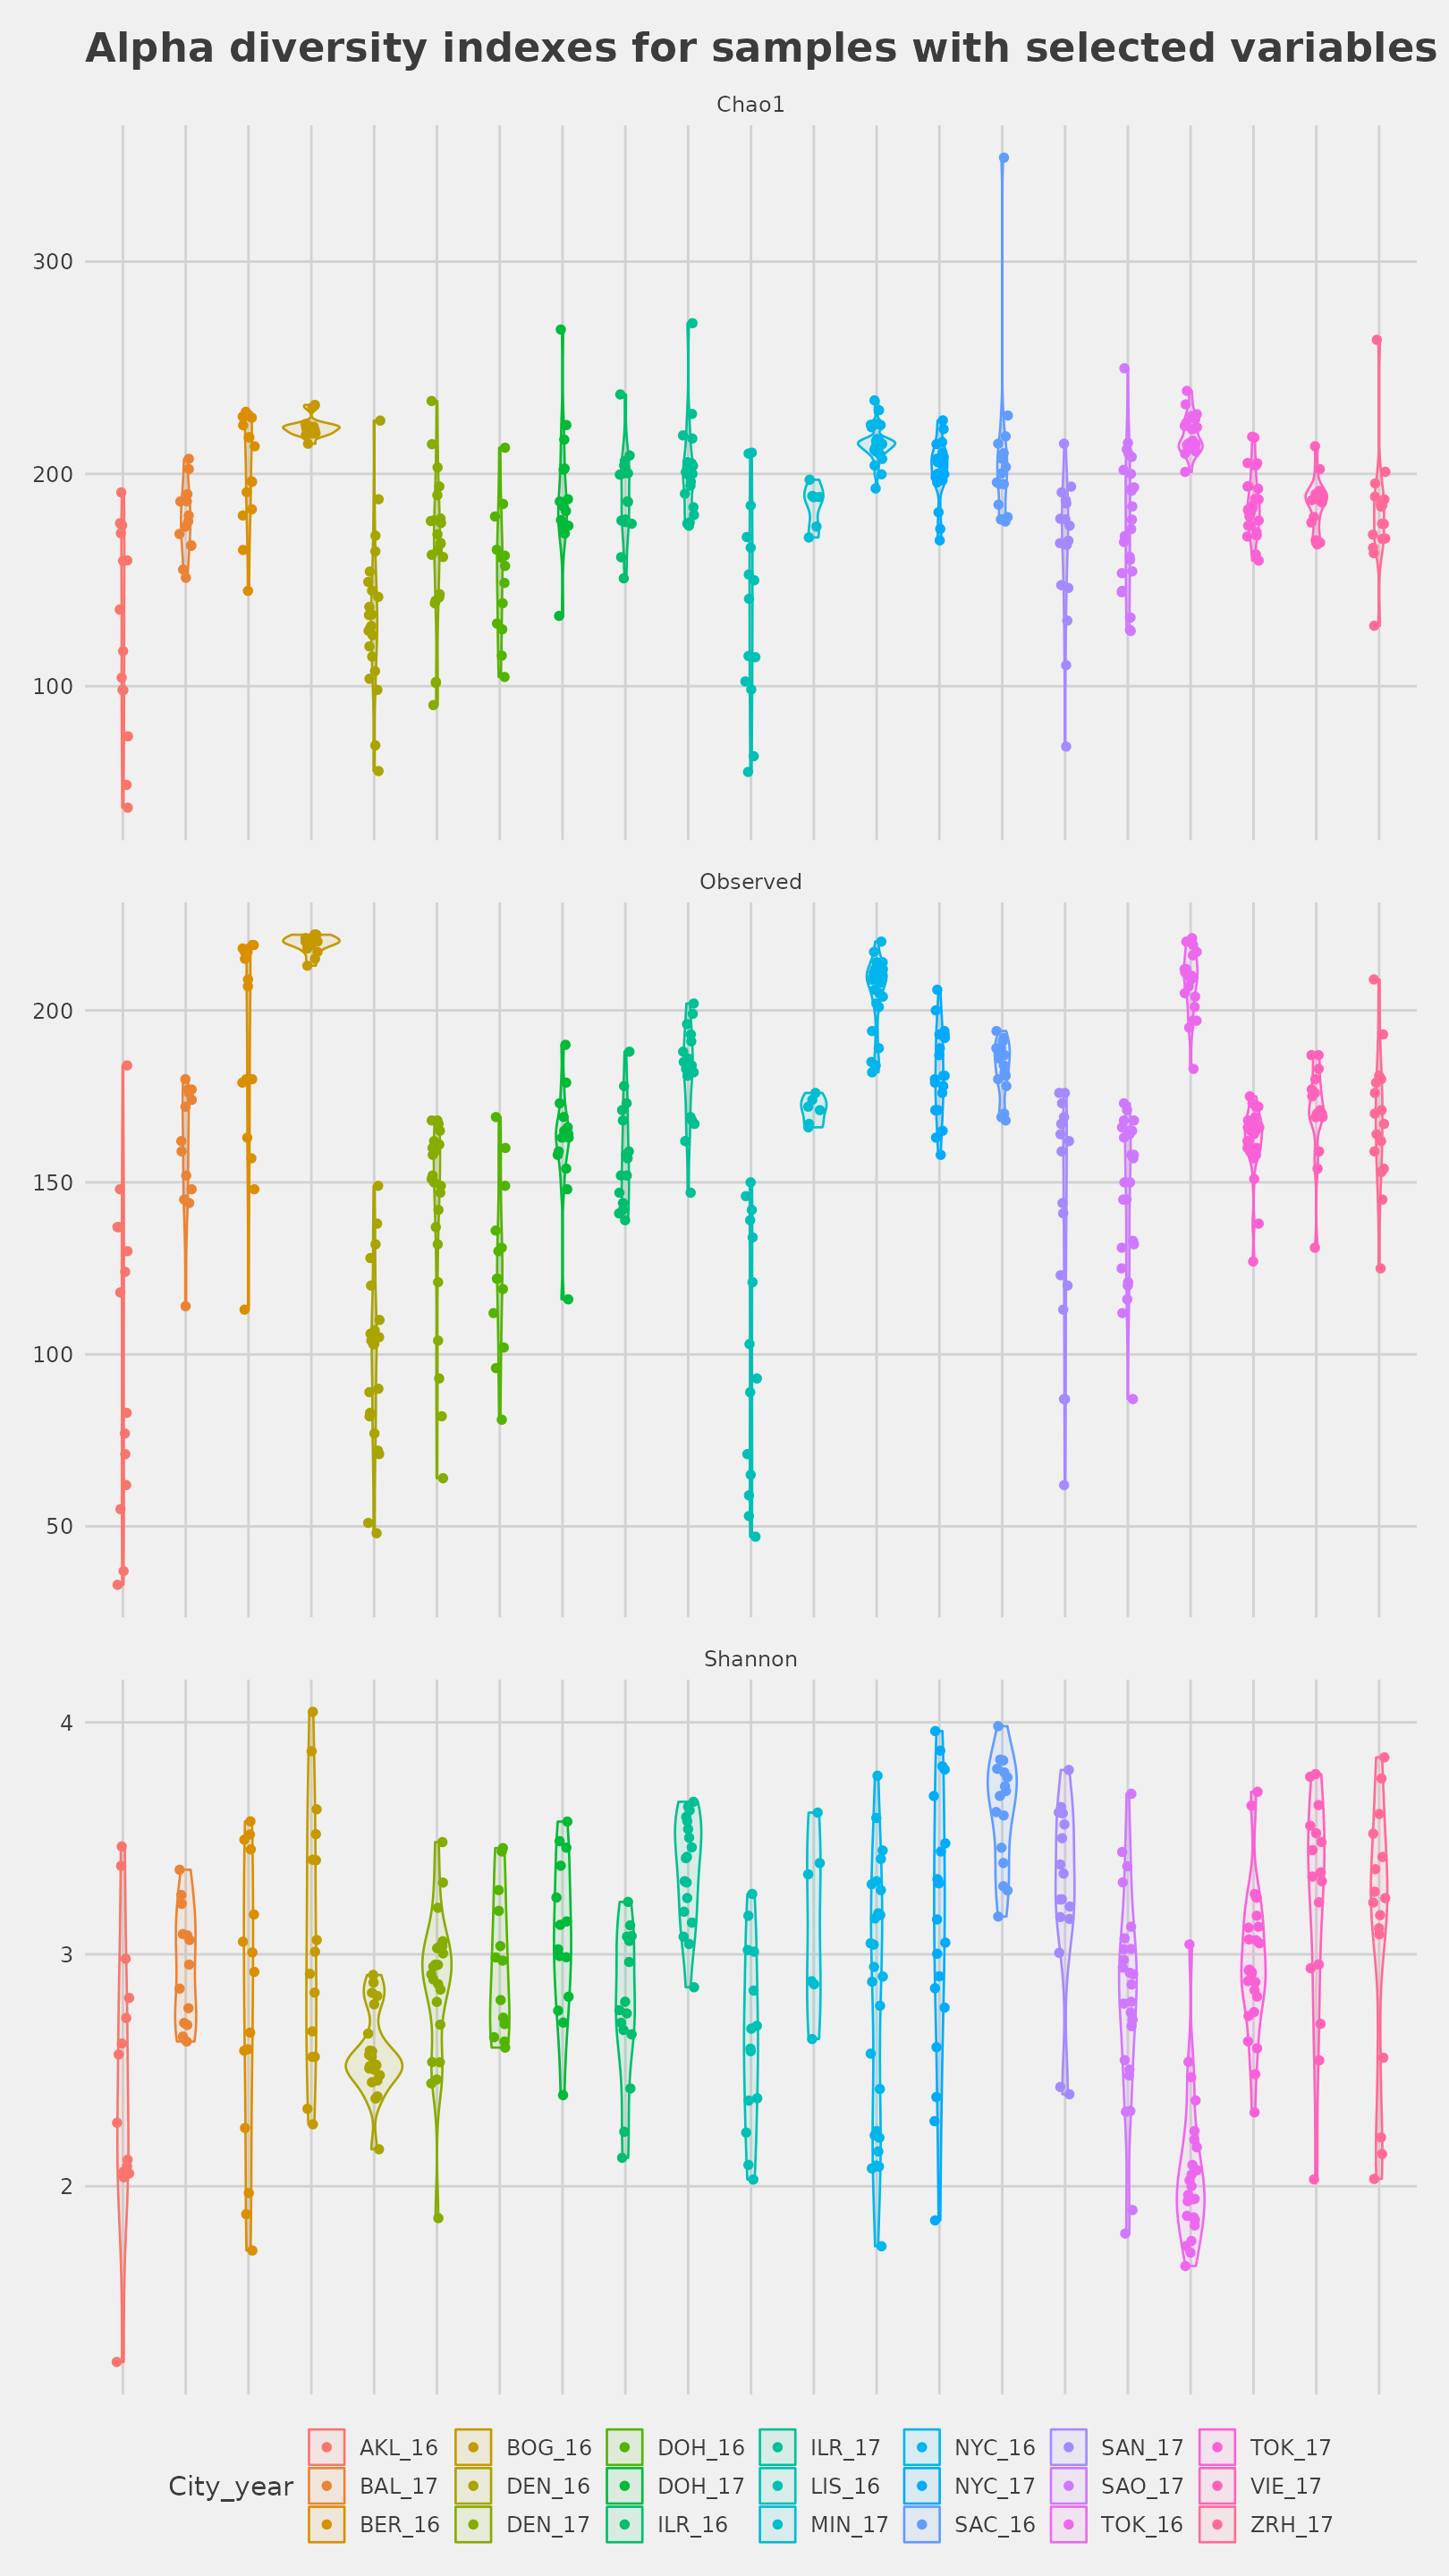 Alpha diversity indexes for samples with selected variables
Chao1
300
200
100
Observed
200
150
100
50
Shannon
4
3
2
City_year
AKL_16 BOG_16 DOH_16 ILR_17 NYC_16 SAN_17 TOK_17
BAL_17 DEN_16 DOH_17 LIS_16 NYC_17 SAO_17 VIE_17
BER_16 DEN_17 ILR_16 MIN_17 SAC_16 TOK_16 ZRH_17